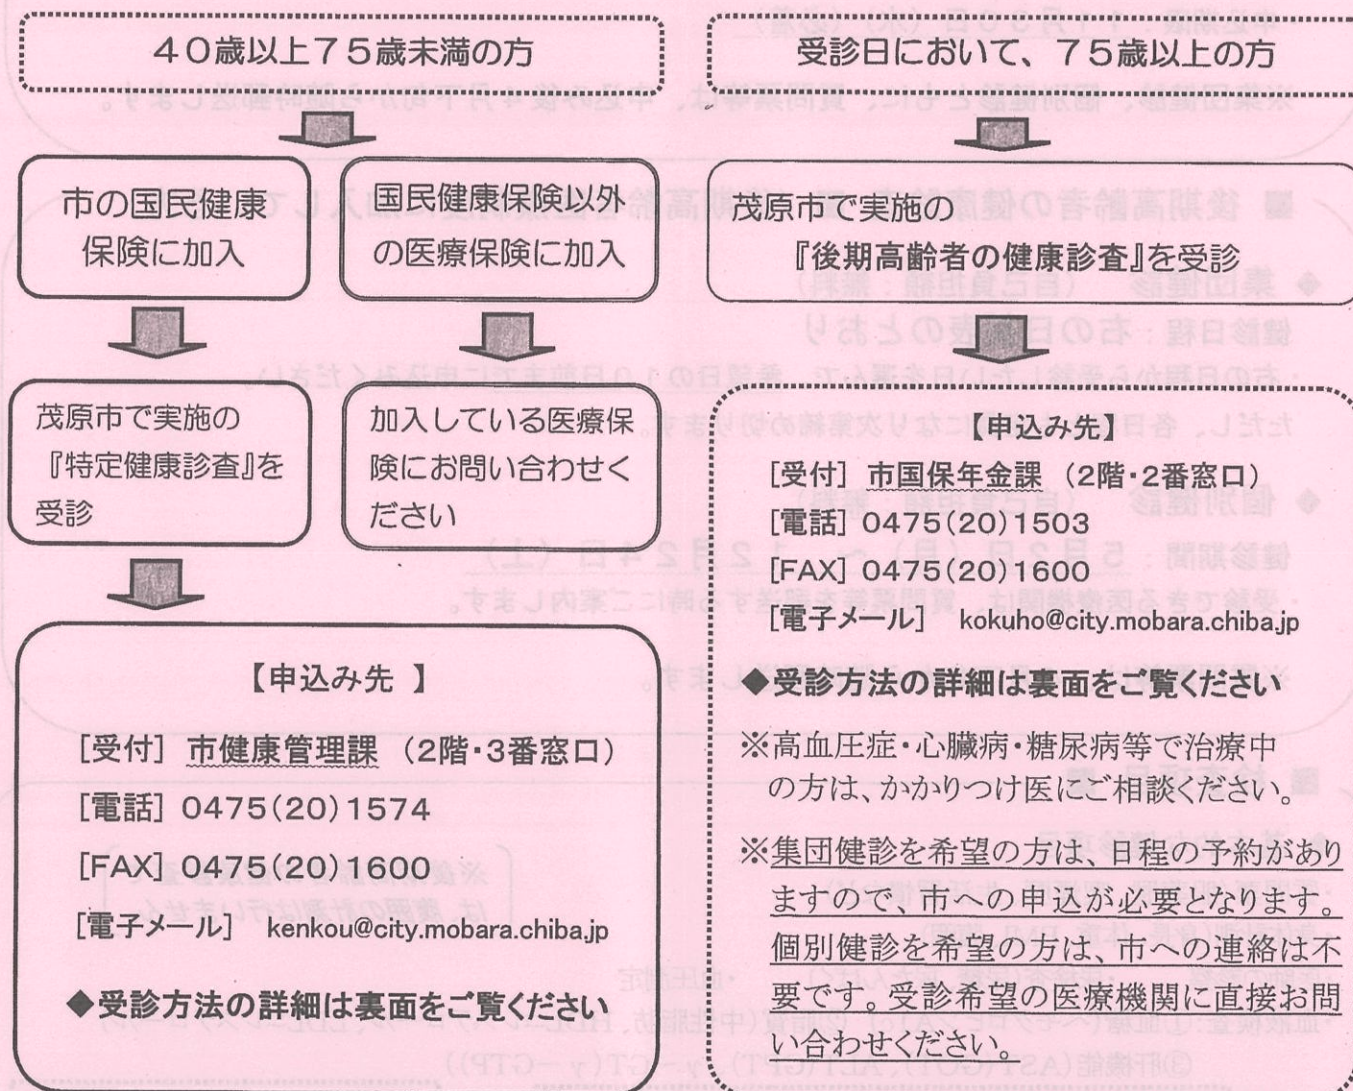 ４０歳以上７５歳未満の方
市の国民健康
保険に加入
国民健康保険以外
の医療保険に加入
茂原市で実施の
『特定健康診査』を
受診
加入している医療保
険にお問い合わせく
ださい
【申込み先 】
[受付] 市健康管理課 （2階・3番窓口）
[電話] 0475(20)1574
[FAX] 0475(20)1600
[電子メール] kenkou@city.mobara.chiba.jp
◆受診方法の詳細は裏面をご覧ください
受診日において、７５歳以上の方
茂原市で実施の
『後期高齢者の健康診査』を受診
【申込み先】
[受付] 市国保年金課 （2階・2番窓口）
[電話] 0475(20)1503
[FAX] 0475(20)1600
[電子メール] kokuho@city.mobara.chiba.jp
◆受診方法の詳細は裏面をご覧ください
※高血圧症・心臓病・糖尿病等で治療中
の方は、かかりつけ医にご相談ください。
※集団健診を希望の方は、日程の予約があり
ますので、市への申込が必要となります。
個別健診を希望の方は、市への連絡は不
要です。受診希望の医療機関に直接お問
い合わせください。